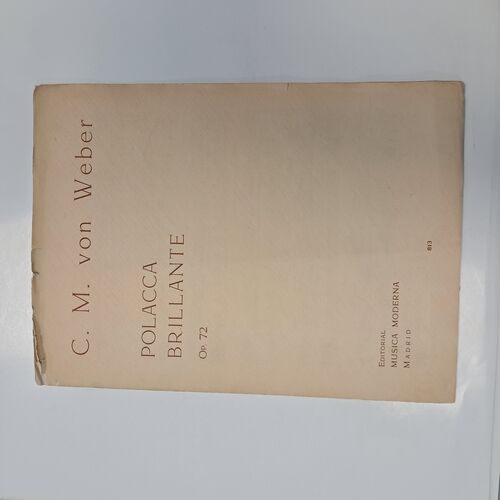 C. M. von Weber
POLACCA
BRILLANTE
Op. 72
EDITORIAL
MUSICA MODERNA
MADRID
813